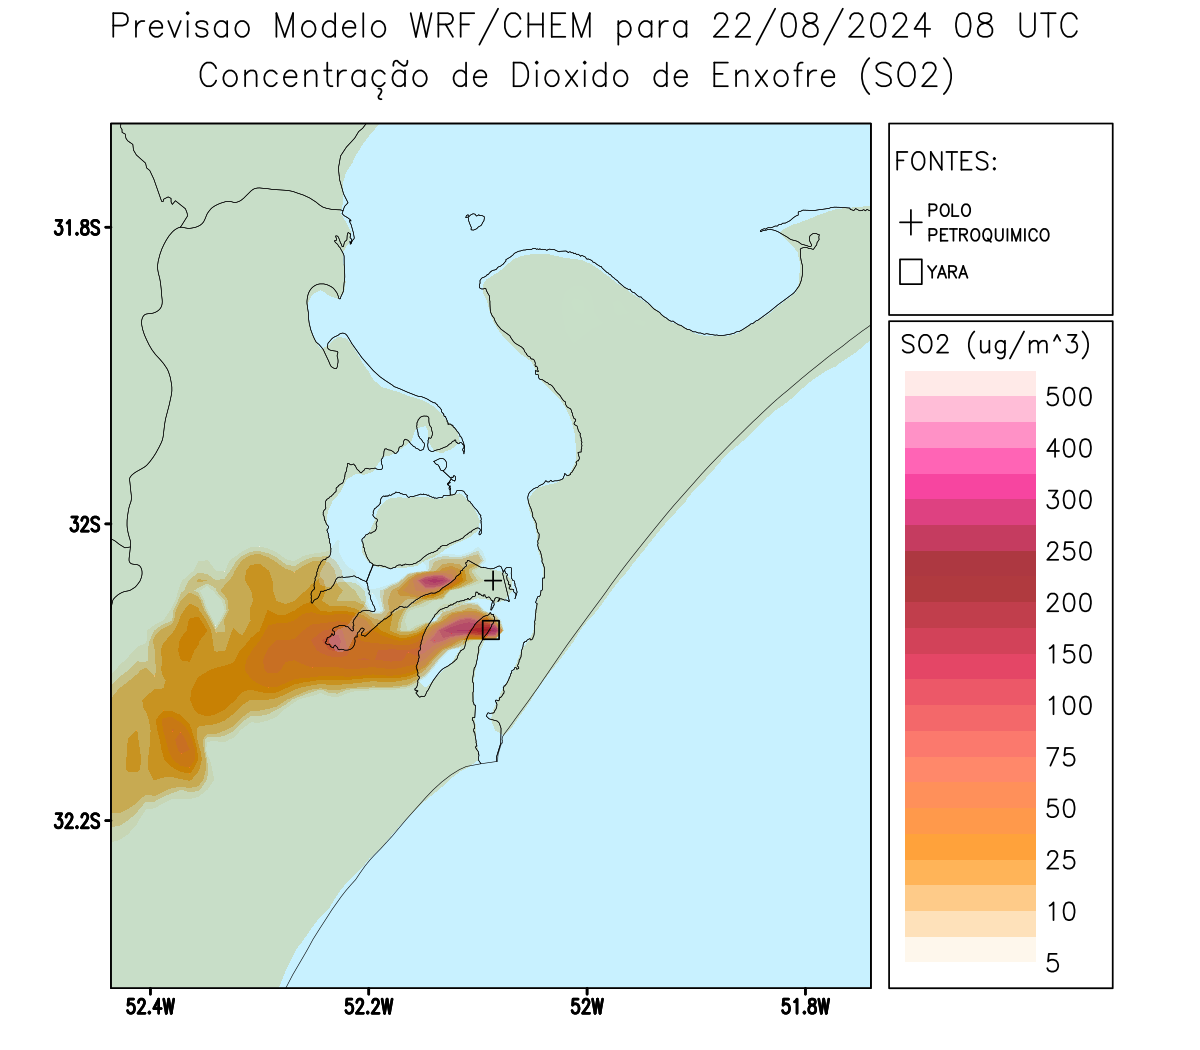 Previsao Modelo WRF/CHEM para 22/08/2024 08 UTC
Concentração de Dioxido de Enxofre (SO2)
FONTES:
POLO
PETROQUIMICO
YARA
SO2 (ug/m^3)
500
400
300
250
200
150
100
75
50
25
10
5
31.8S
32S
32.2S
52.4W
52.2W
52W
51.8W